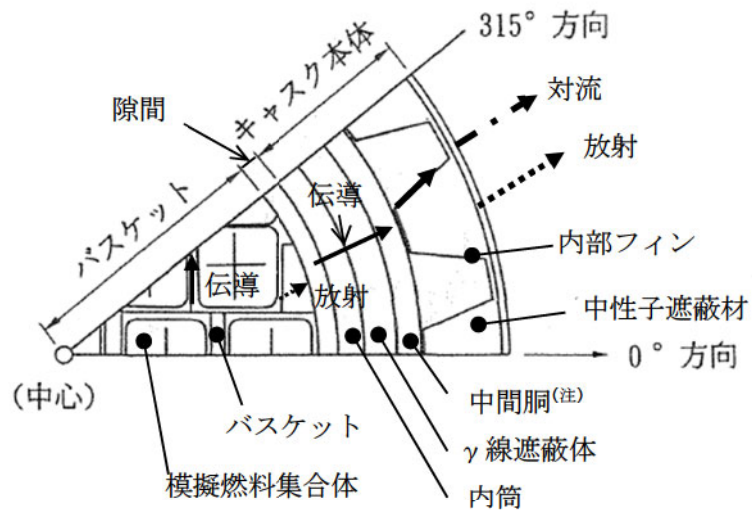 315° 方向
キャスク本体
対流
隙間
放射
伝導
バスケット
内部フィン
伝導
放射
中性子遮蔽材
0° 方向
(中心)
中間胴(注)
バスケット
γ線遮蔽体
模擬燃料集合体
内筒